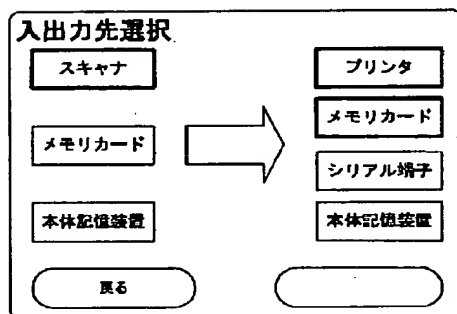 入出力先選択
スキャナ
メモリカード
本体記憶装置
プリンタ
メモリカード
シリアル端子
本体記憶装置
戻る